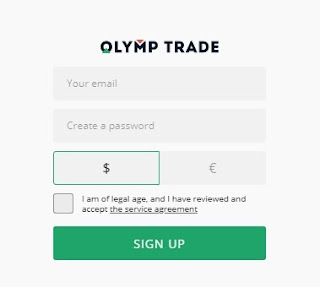 OLYMP TRADE
Your email
Create a password
$ €
I am of legal age, and I have reviewed and
accept the service agreement
SIGN UP